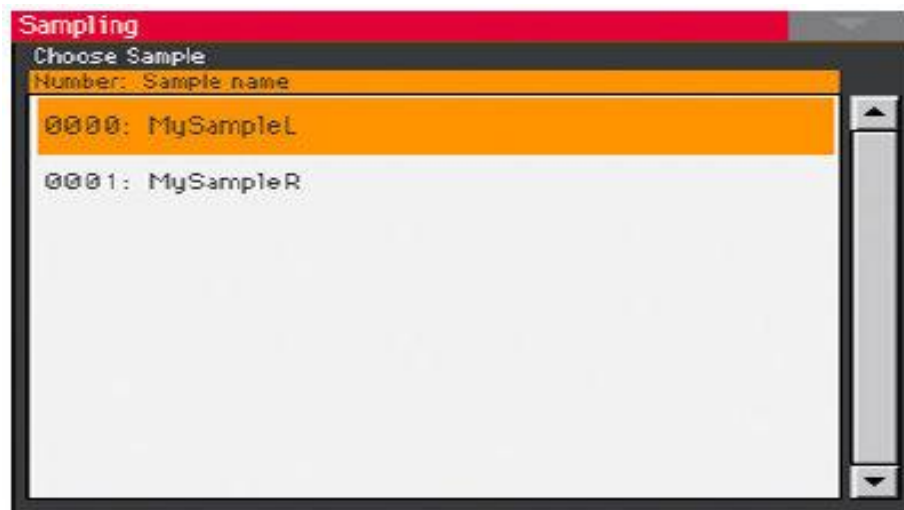 Sampling
Choose Sample
Number: Sample name
0000: MySampleL
0001: MySampleR